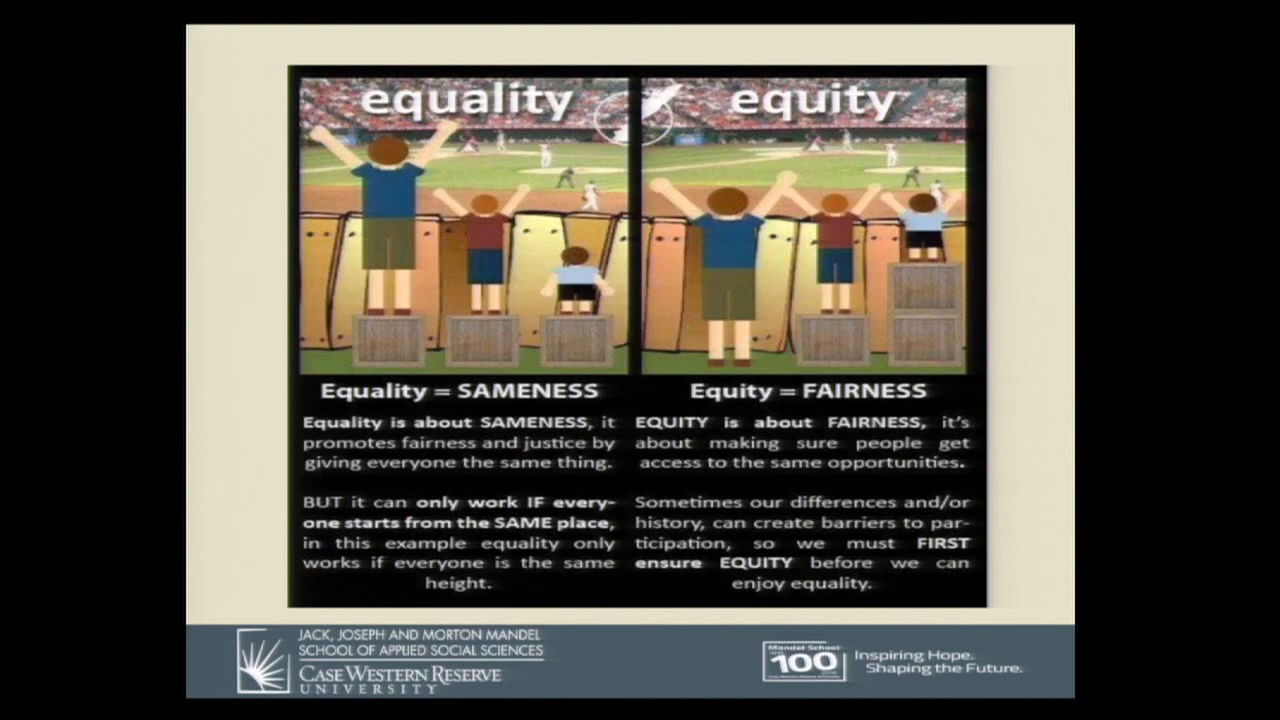 equality
equity
Equality = SAMENESS
Equality is about SAMENESS, it
promotes fairness and justice by
giving everyone the same thing.
BUT it can only work IF every-
one starts from the SAME place,
in this example equality only
works if everyone is the same
height.
Equity = FAIRNESS
EQUITY is about FAIRNESS, it's
about making sure people get
access to the same opportunities.
Sometimes our differences and/or
history, can create barriers to par-
ticipation, so we must FIRST
ensure EQUITY before we can
enjoy equality.
JACK, JOSEPH AND MORTON MANDEL
SCHOOL OF APPLIED SOCIAL SCIENCES
CASE WESTERN RESERVE
UNIVERSITY
Mandel School
100
Inspiring Hope.
Shaping the Future.